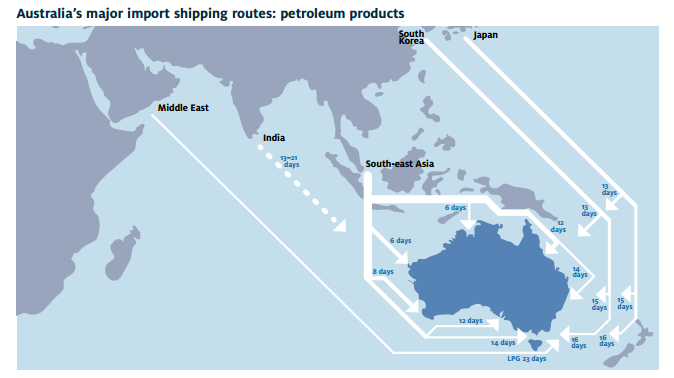 Australia's major import shipping routes: petroleum products
South
Korea
Japan
Middle East
India
13–21
days
South-east Asia
13
days
13
days
6 days
12
days
6 days
8 days
14
days
15
days
15
days
12 days
14 days
16
days
16
days
LPG 23 days